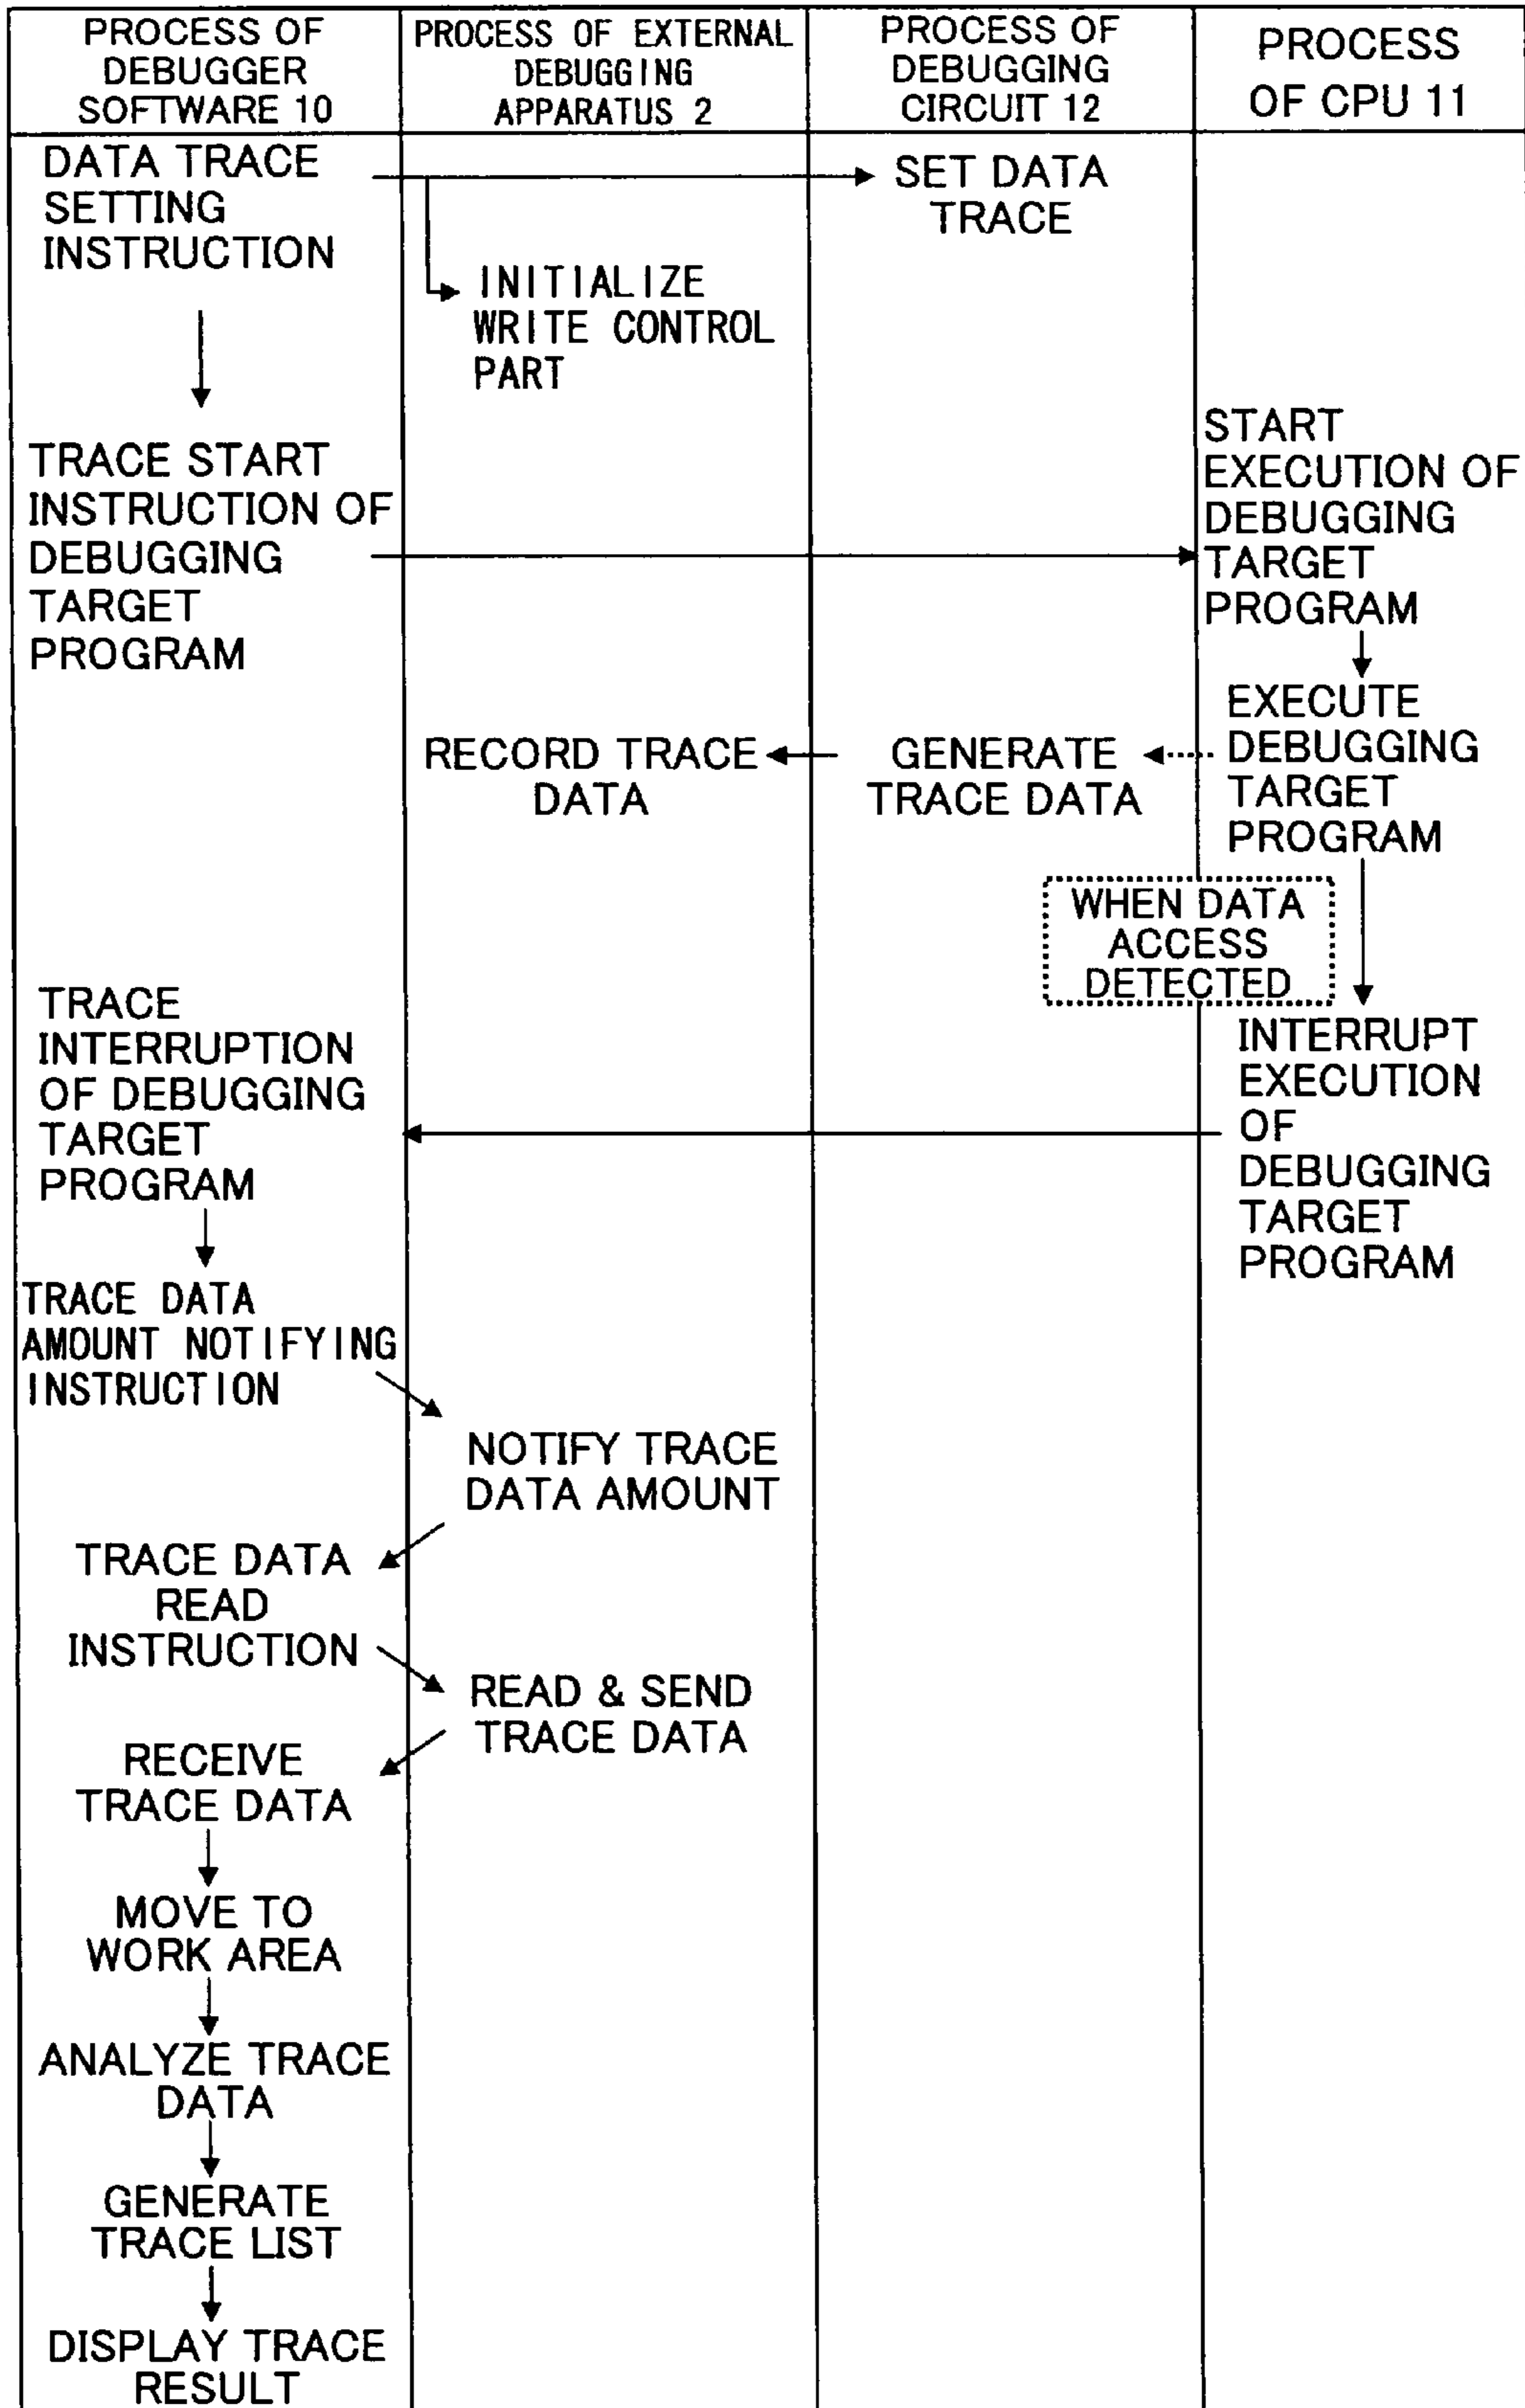 PROCESS OF
DEBUGGER
SOFTWARE 10
PROCESS OF EXTERNAL
DEBUGGING
APPARATUS 2
PROCESS OF
DEBUGGING
CIRCUIT 12
PROCESS
OF CPU 11
DATA TRACE
SETTING
INSTRUCTION
SET DATA
TRACE
INITIALIZE
WRITE CONTROL
PART
TRACE START
INSTRUCTION OF
DEBUGGING
TARGET
PROGRAM
START
EXECUTION OF
DEBUGGING
TARGET
PROGRAM
EXECUTE
DEBUGGING
TARGET
PROGRAM
GENERATE
TRACE DATA
RECORD TRACE
DATA
WHEN DATA
ACCESS
DETECTED
INTERRUPT
EXECUTION
OF
DEBUGGING
TARGET
PROGRAM
TRACE
INTERRUPTION
OF DEBUGGING
TARGET
PROGRAM
TRACE DATA
AMOUNT NOTIFYING
INSTRUCTION
NOTIFY TRACE
DATA AMOUNT
TRACE DATA
READ
INSTRUCTION
READ & SEND
TRACE DATA
RECEIVE
TRACE DATA
MOVE TO
WORK AREA
ANALYZE TRACE
DATA
GENERATE
TRACE LIST
DISPLAY TRACE
RESULT